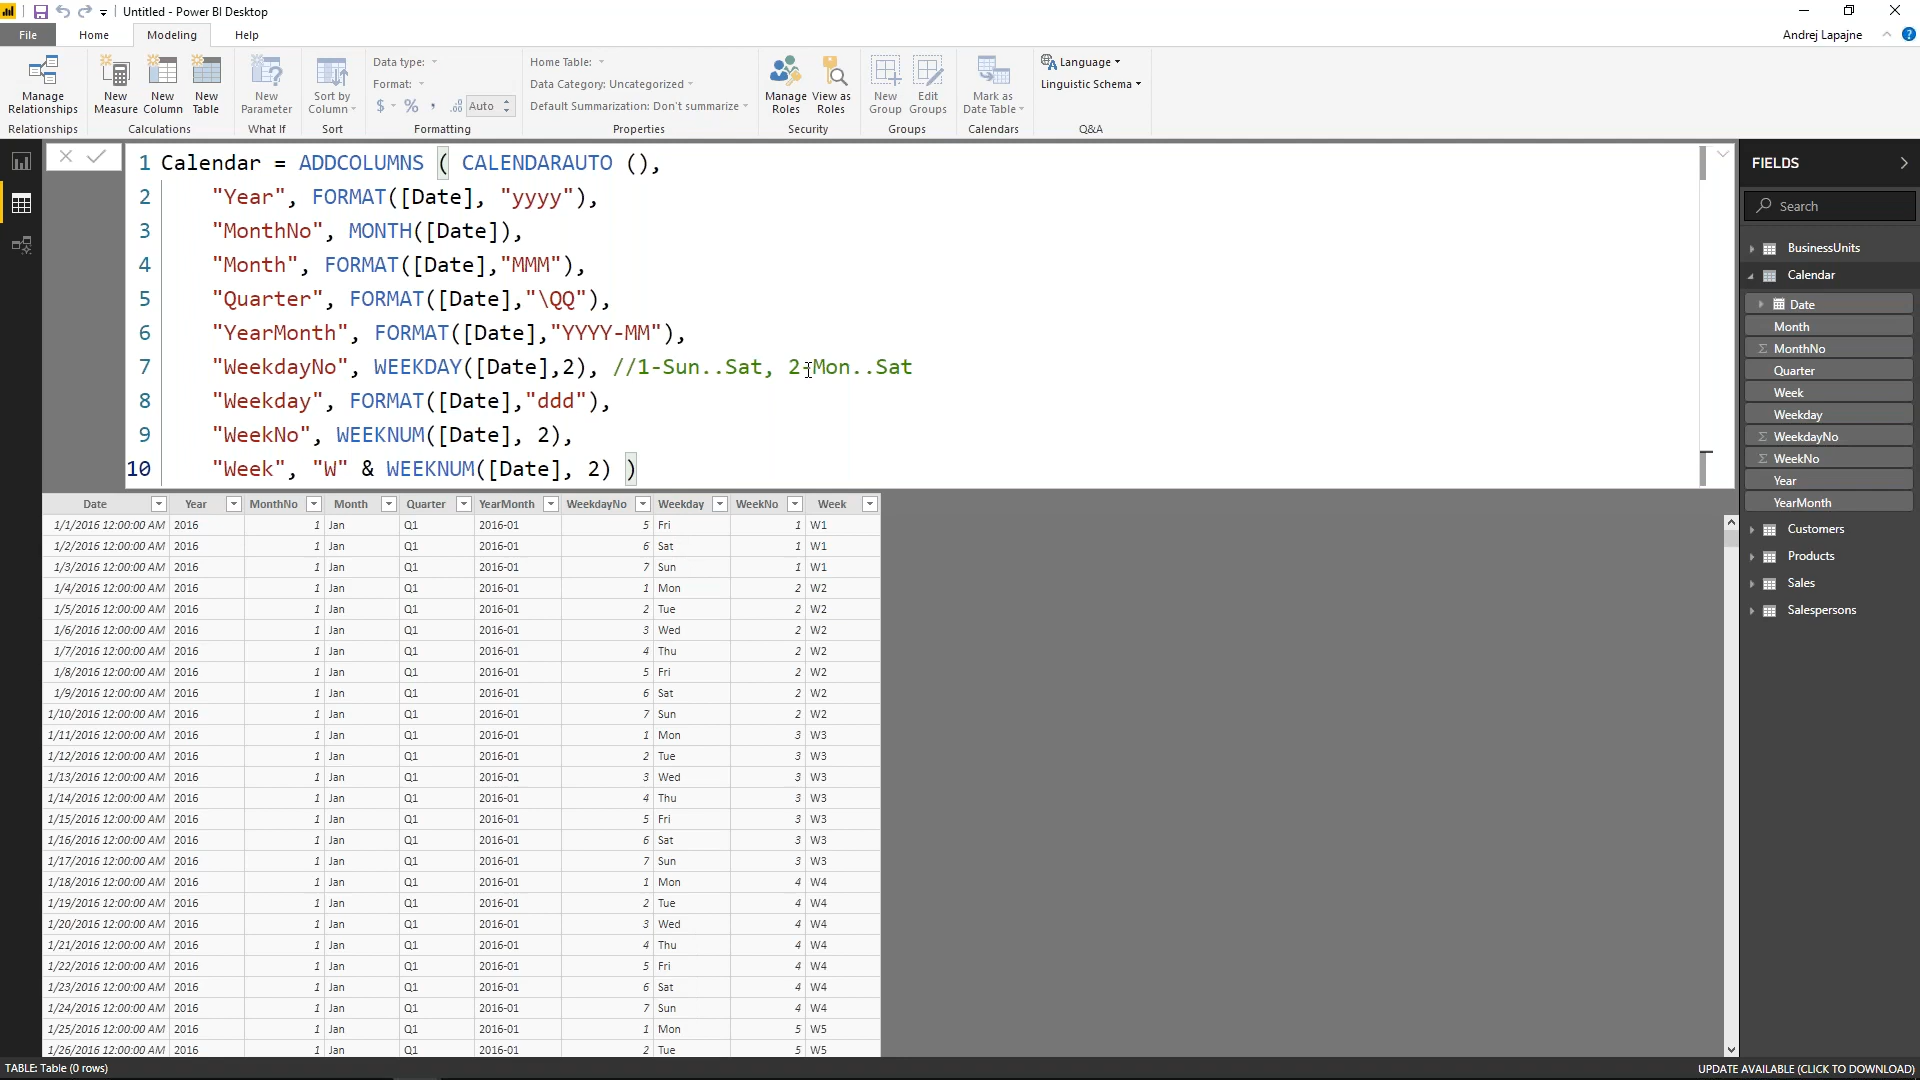 Untitled - Power BI Desktop
File Home Modeling Help Andrej Lapajne
Manage Relationships
New Measure
New Column
New Table
New Parameter
Sort by Column
Data type:
Format:
$ % , .00 Auto
Home Table:
Data Category: Uncategorized
Default Summarization: Don't summarize
Manage Roles
View as Roles
New Group
Edit Groups
Mark as Date Table
Language
Linguistic Schema
Relationships Calculations What If Sort Formatting Properties Security Groups Calendars Q&A
1 Calendar = ADDCOLUMNS ( CALENDARAUTO (),
2 "Year", FORMAT([Date], "yyyy"),
3 "MonthNo", MONTH([Date]),
4 "Month", FORMAT([Date],"MMM"),
5 "Quarter", FORMAT([Date],"\QQ"),
6 "YearMonth", FORMAT([Date],"YYYY-MM"),
7 "WeekdayNo", WEEKDAY([Date],2), //1-Sun..Sat, 2-Mon..Sat
8 "Weekday", FORMAT([Date],"ddd"),
9 "WeekNo", WEEKNUM([Date], 2),
10 "Week", "W" & WEEKNUM([Date], 2) )
Date Year MonthNo Month Quarter YearMonth WeekdayNo Weekday WeekNo Week
1/1/2016 12:00:00 AM 2016 1 Jan Q1 2016-01 5 Fri 1 W1
1/2/2016 12:00:00 AM 2016 1 Jan Q1 2016-01 6 Sat 1 W1
1/3/2016 12:00:00 AM 2016 1 Jan Q1 2016-01 7 Sun 1 W1
1/4/2016 12:00:00 AM 2016 1 Jan Q1 2016-01 1 Mon 2 W2
1/5/2016 12:00:00 AM 2016 1 Jan Q1 2016-01 2 Tue 2 W2
1/6/2016 12:00:00 AM 2016 1 Jan Q1 2016-01 3 Wed 2 W2
1/7/2016 12:00:00 AM 2016 1 Jan Q1 2016-01 4 Thu 2 W2
1/8/2016 12:00:00 AM 2016 1 Jan Q1 2016-01 5 Fri 2 W2
1/9/2016 12:00:00 AM 2016 1 Jan Q1 2016-01 6 Sat 2 W2
1/10/2016 12:00:00 AM 2016 1 Jan Q1 2016-01 7 Sun 2 W2
1/11/2016 12:00:00 AM 2016 1 Jan Q1 2016-01 1 Mon 3 W3
1/12/2016 12:00:00 AM 2016 1 Jan Q1 2016-01 2 Tue 3 W3
1/13/2016 12:00:00 AM 2016 1 Jan Q1 2016-01 3 Wed 3 W3
1/14/2016 12:00:00 AM 2016 1 Jan Q1 2016-01 4 Thu 3 W3
1/15/2016 12:00:00 AM 2016 1 Jan Q1 2016-01 5 Fri 3 W3
1/16/2016 12:00:00 AM 2016 1 Jan Q1 2016-01 6 Sat 3 W3
1/17/2016 12:00:00 AM 2016 1 Jan Q1 2016-01 7 Sun 3 W3
1/18/2016 12:00:00 AM 2016 1 Jan Q1 2016-01 1 Mon 4 W4
1/19/2016 12:00:00 AM 2016 1 Jan Q1 2016-01 2 Tue 4 W4
1/20/2016 12:00:00 AM 2016 1 Jan Q1 2016-01 3 Wed 4 W4
1/21/2016 12:00:00 AM 2016 1 Jan Q1 2016-01 4 Thu 4 W4
1/22/2016 12:00:00 AM 2016 1 Jan Q1 2016-01 5 Fri 4 W4
1/23/2016 12:00:00 AM 2016 1 Jan Q1 2016-01 6 Sat 4 W4
1/24/2016 12:00:00 AM 2016 1 Jan Q1 2016-01 7 Sun 4 W4
1/25/2016 12:00:00 AM 2016 1 Jan Q1 2016-01 1 Mon 5 W5
1/26/2016 12:00:00 AM 2016 1 Jan Q1 2016-01 2 Tue 5 W5
FIELDS
Search
BusinessUnits
Calendar
Date
Month
MonthNo
Quarter
Week
Weekday
WeekdayNo
WeekNo
Year
YearMonth
Customers
Products
Sales
Salespersons
TABLE: Table (0 rows)
UPDATE AVAILABLE (CLICK TO DOWNLOAD)